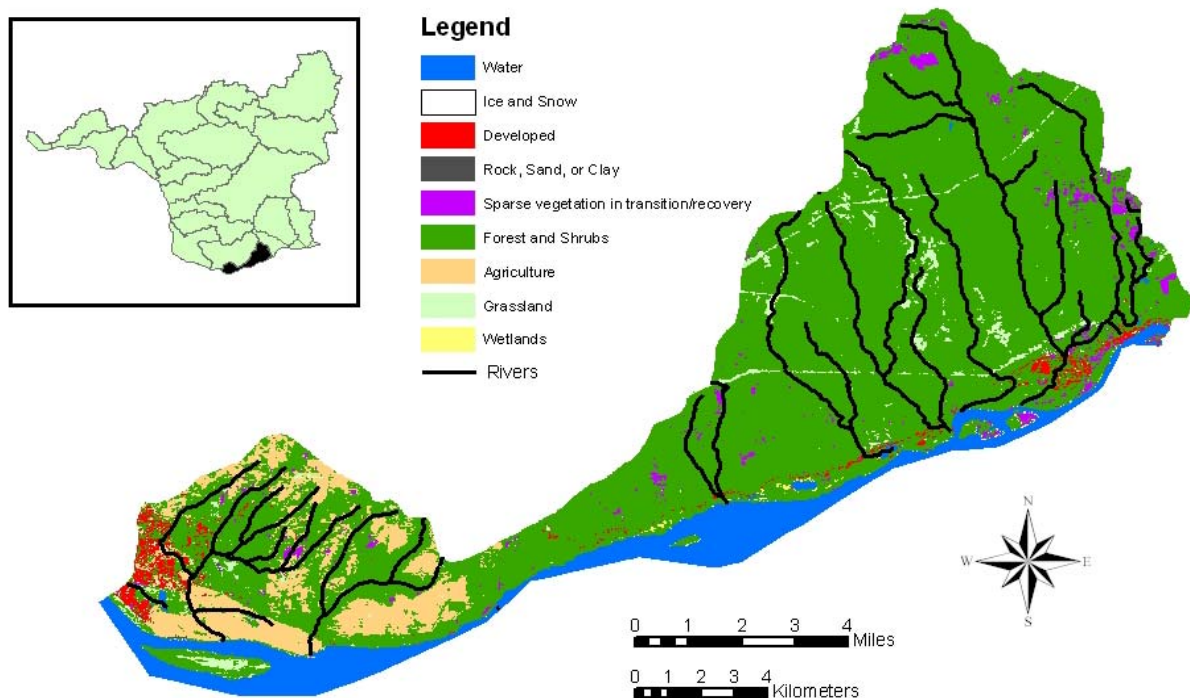 Legend
Water
Ice and Snow
Developed
Rock, Sand, or Clay
Sparse vegetation in transition/recovery
Forest and Shrubs
Agriculture
Grassland
Wetlands
Rivers
N
W E
S
0 1 2 3 4
Miles
0 1 2 3 4
Kilometers